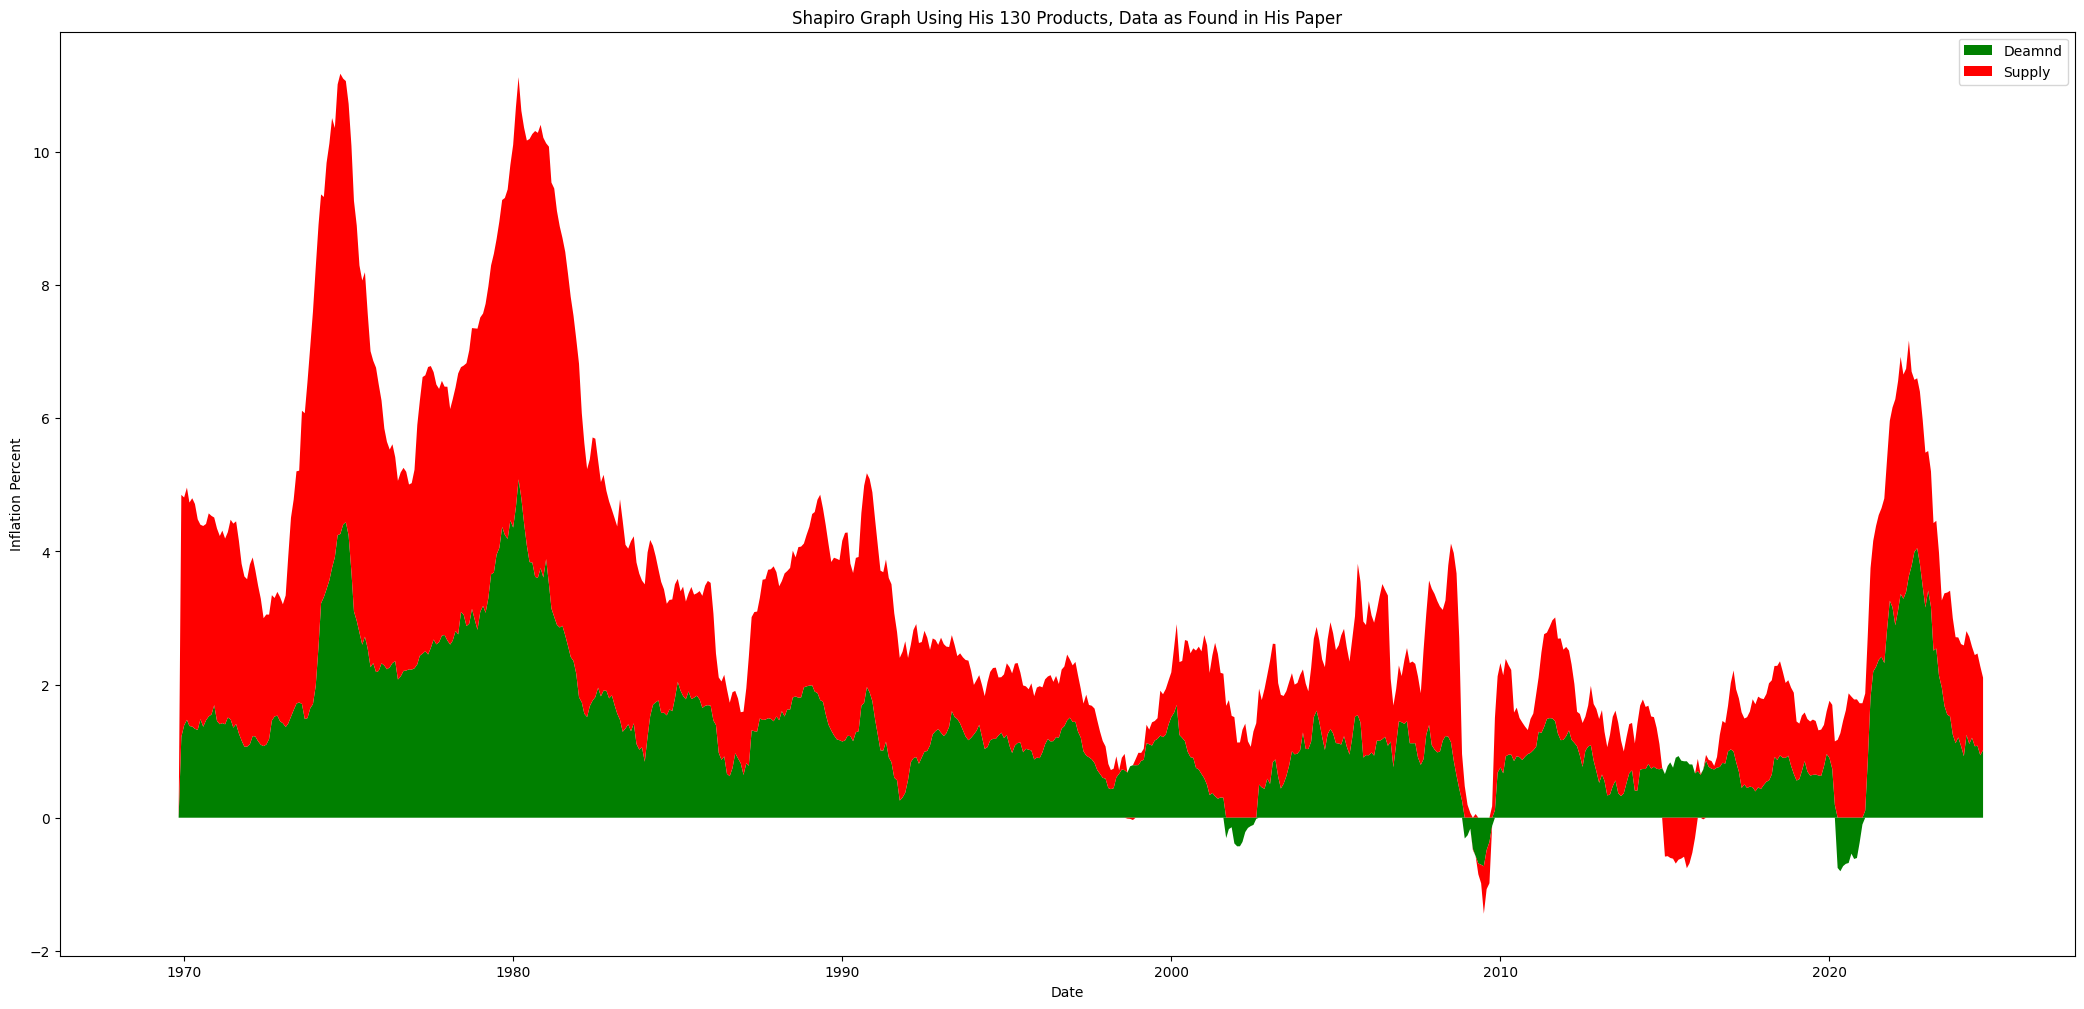 Shapiro Graph Using His 130 Products, Data as Found in His Paper
Deamnd
Supply
10
8
6
4
2
0
−2
Inflation Percent
1970 1980 1990 2000 2010 2020
Date